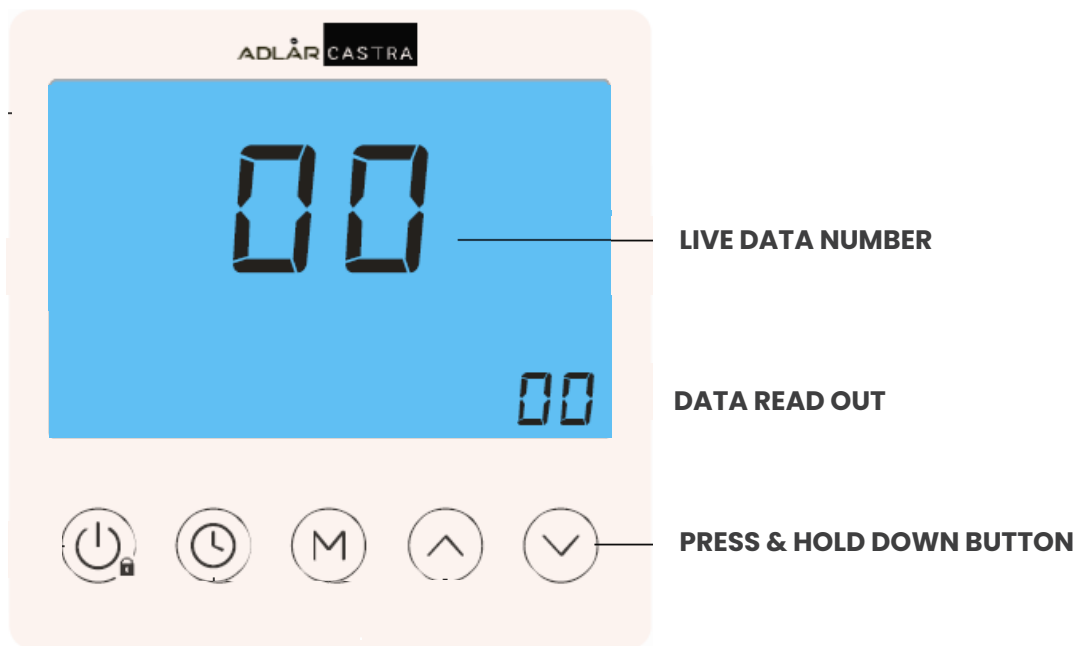 ADLÅR CASTRA
00
LIVE DATA NUMBER
00
DATA READ OUT
M
PRESS & HOLD DOWN BUTTON